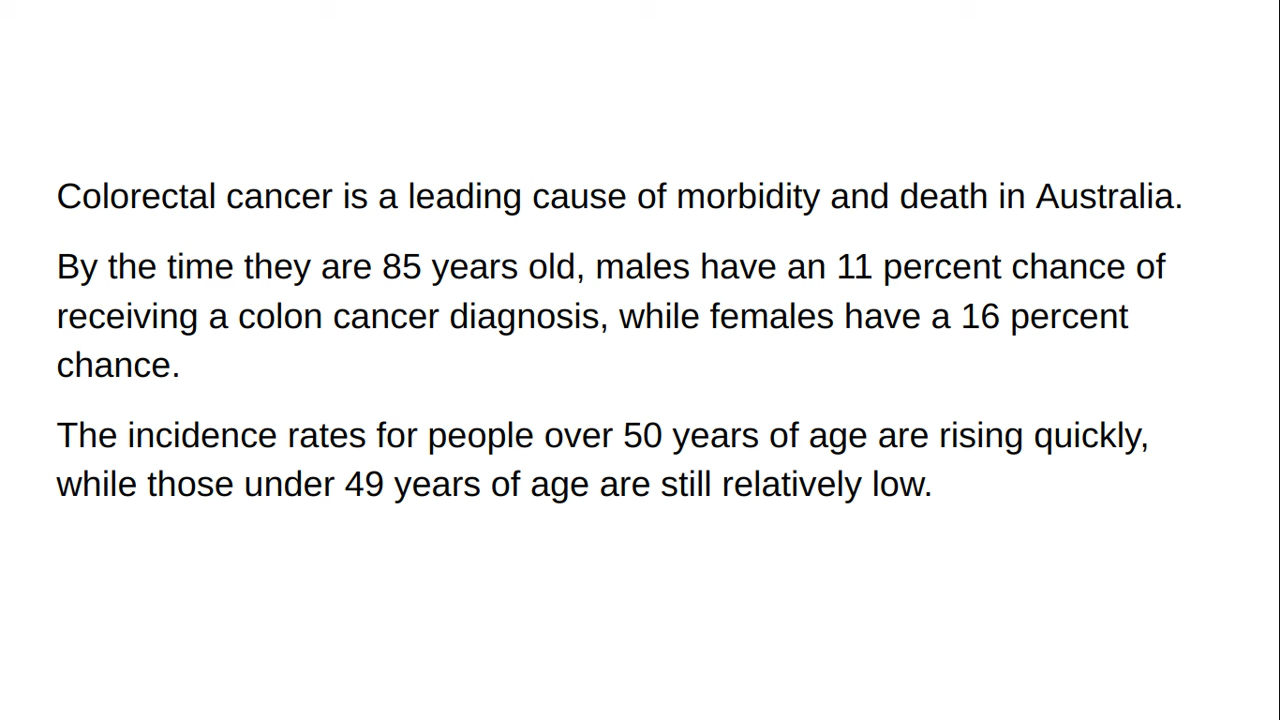 Colorectal cancer is a leading cause of morbidity and death in Australia.
By the time they are 85 years old, males have an 11 percent chance of
receiving a colon cancer diagnosis, while females have a 16 percent
chance.
The incidence rates for people over 50 years of age are rising quickly,
while those under 49 years of age are still relatively low.